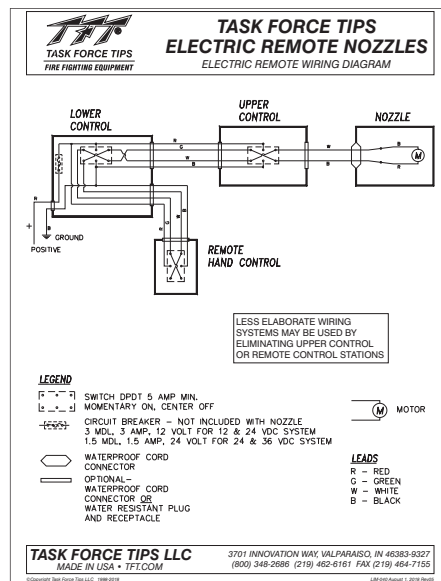 TFT
TASK FORCE TIPS
FIRE FIGHTING EQUIPMENT
TASK FORCE TIPS
ELECTRIC REMOTE NOZZLES
ELECTRIC REMOTE WIRING DIAGRAM
LOWER
CONTROL
UPPER
CONTROL
NOZZLE
R
G
W
B
W
B
B
R
M
R
+
POSITIVE
B
GROUND
R
G
W
B
REMOTE
HAND CONTROL
LESS ELABORATE WIRING
SYSTEMS MAY BE USED BY
ELIMINATING UPPER CONTROL
OR REMOTE CONTROL STATIONS
LEGEND
SWITCH DPDT 5 AMP MIN.
MOMENTARY ON, CENTER OFF
CIRCUIT BREAKER - NOT INCLUDED WITH NOZZLE
3 MDL, 3 AMP, 12 VOLT FOR 12 & 24 VDC SYSTEM
1.5 MDL, 1.5 AMP, 24 VOLT FOR 24 & 36 VDC SYSTEM
WATERPROOF CORD
CONNECTOR
OPTIONAL-
WATERPROOF CORD
CONNECTOR OR
WATER RESISTANT PLUG
AND RECEPTACLE
M MOTOR
LEADS
R - RED
G - GREEN
W - WHITE
B - BLACK
TASK FORCE TIPS LLC
MADE IN USA • TFT.COM
3701 INNOVATION WAY, VALPARAISO, IN 46383-9327
(800) 348-2686 (219) 462-6161 FAX (219) 464-7155
©Copyright Task Force Tips LLC 1998-2018
LIM-040 August 1, 2018 Rev05